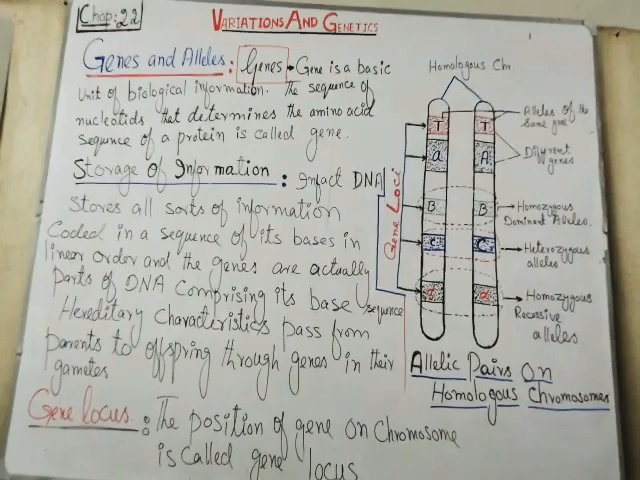 Chap:22
VARIATIONS AND GENETICS
Genes and Alleles: Genes → Gene is a basic
Unit of biological information. The sequence of
nucleotids that determines the amino acid
sequence of a protein is called gene.
Storage of Information: Infact DNA
Stores all sorts of information
Coded in a sequence of its bases in
linear order and the genes are actually
parts of DNA Comprising its base sequence
Hereditary Characteristics pass from
parents to offspring through genes in their
gametes
Gene locus: The position of gene on Chromosome
is called gene locus
Homologous Chr
T T
a A
B B
C C
d d
Gene Loci
Alleles of the
Same gene
Different
genes
Homozygous
Dominant Alleles.
Heterozygous
alleles
Homozygous
Recessive
alleles
Allelic Pairs On
Homologous Chromosomes